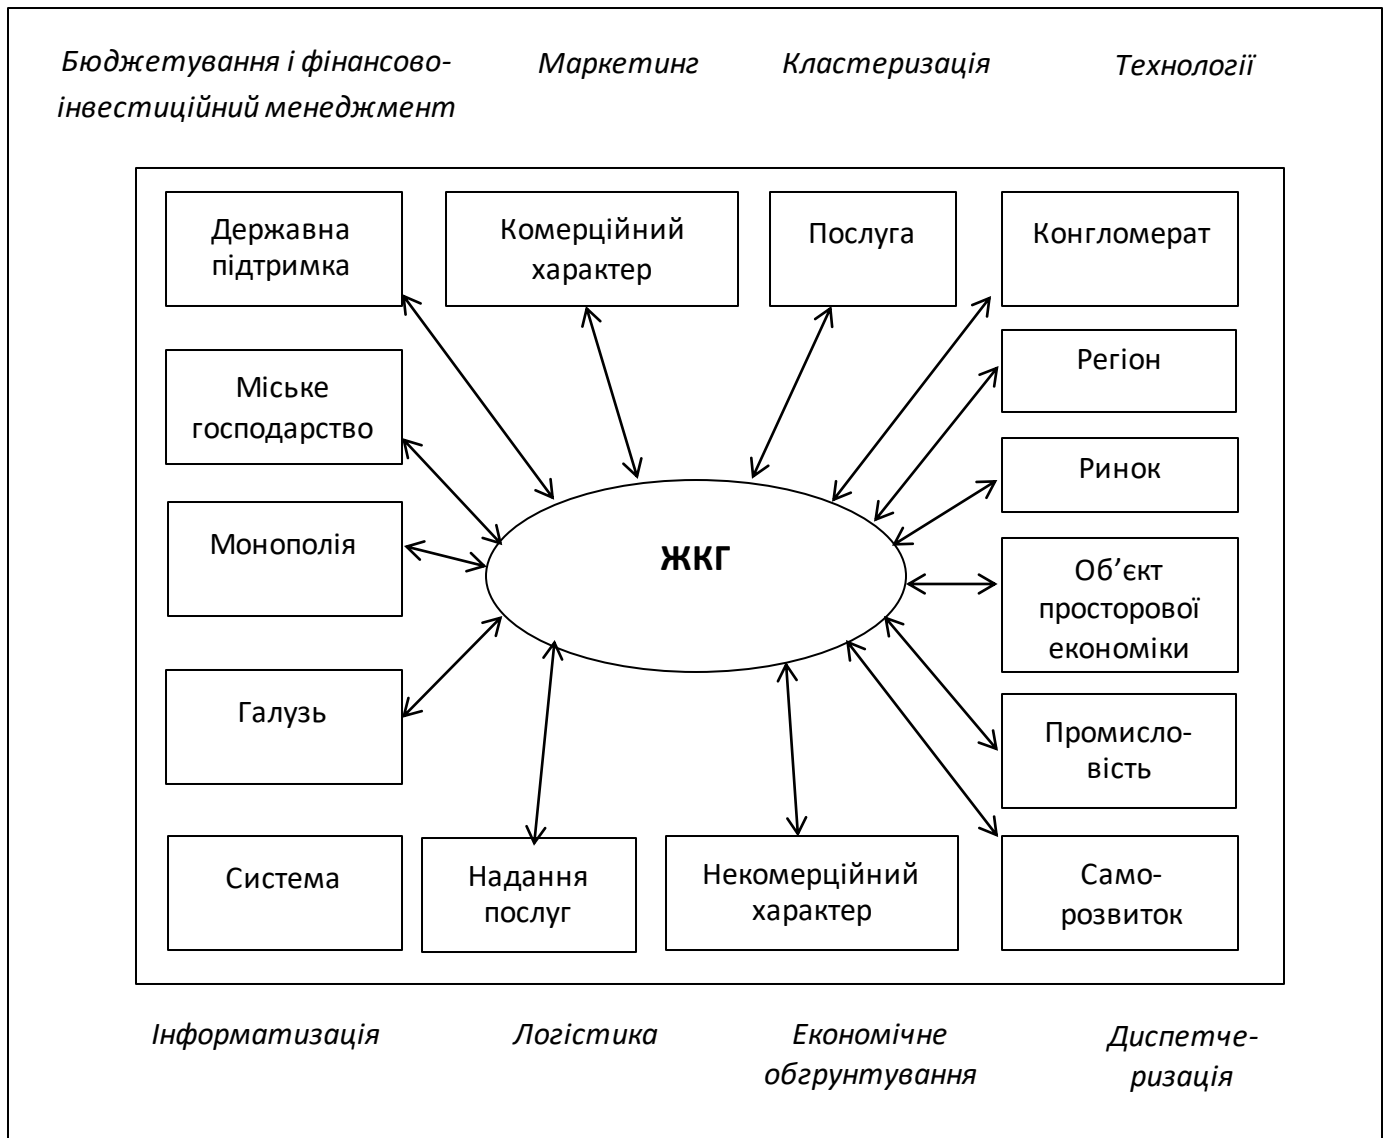 Бюджетування і фінансово-
інвестиційний менеджмент
Маркетинг
Кластеризація
Технології
Державна
підтримка
Комерційний
характер
Послуга
Конгломерат
Міське
господарство
Регіон
Ринок
Монополія
ЖКГ
Об’єкт
просторової
економіки
Галузь
Промисло-
вість
Система
Надання
послуг
Некомерційний
характер
Само-
розвиток
Інформатизація
Логістика
Економічне
обгрунтування
Диспетче-
ризація